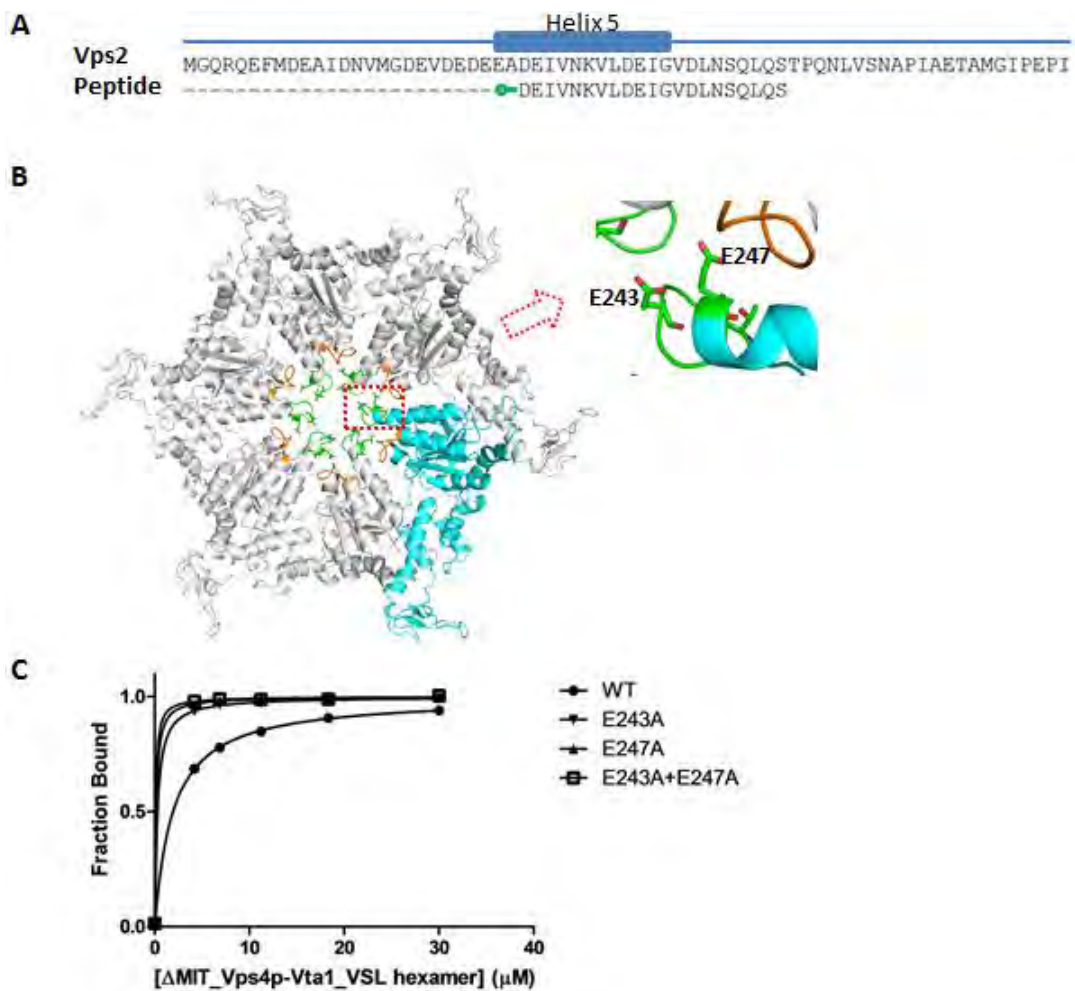 A
Helix 5
Vps2
MGQRQEFMDEAIDNVMGDEVDEDEEADEIVNKVLDEIGVDLNSQLQSTPQNLVSNAPIAETAMGIPEPI
Peptide
DEIVNKVLDEIGVDLNSQLQS
B
E247
E243
C
Fraction Bound
1.0
0.5
0.0
0
10
20
30
40
[ΔMIT_Vps4p-Vta1_VSL hexamer] (μM)
WT
E243A
E247A
E243A+E247A